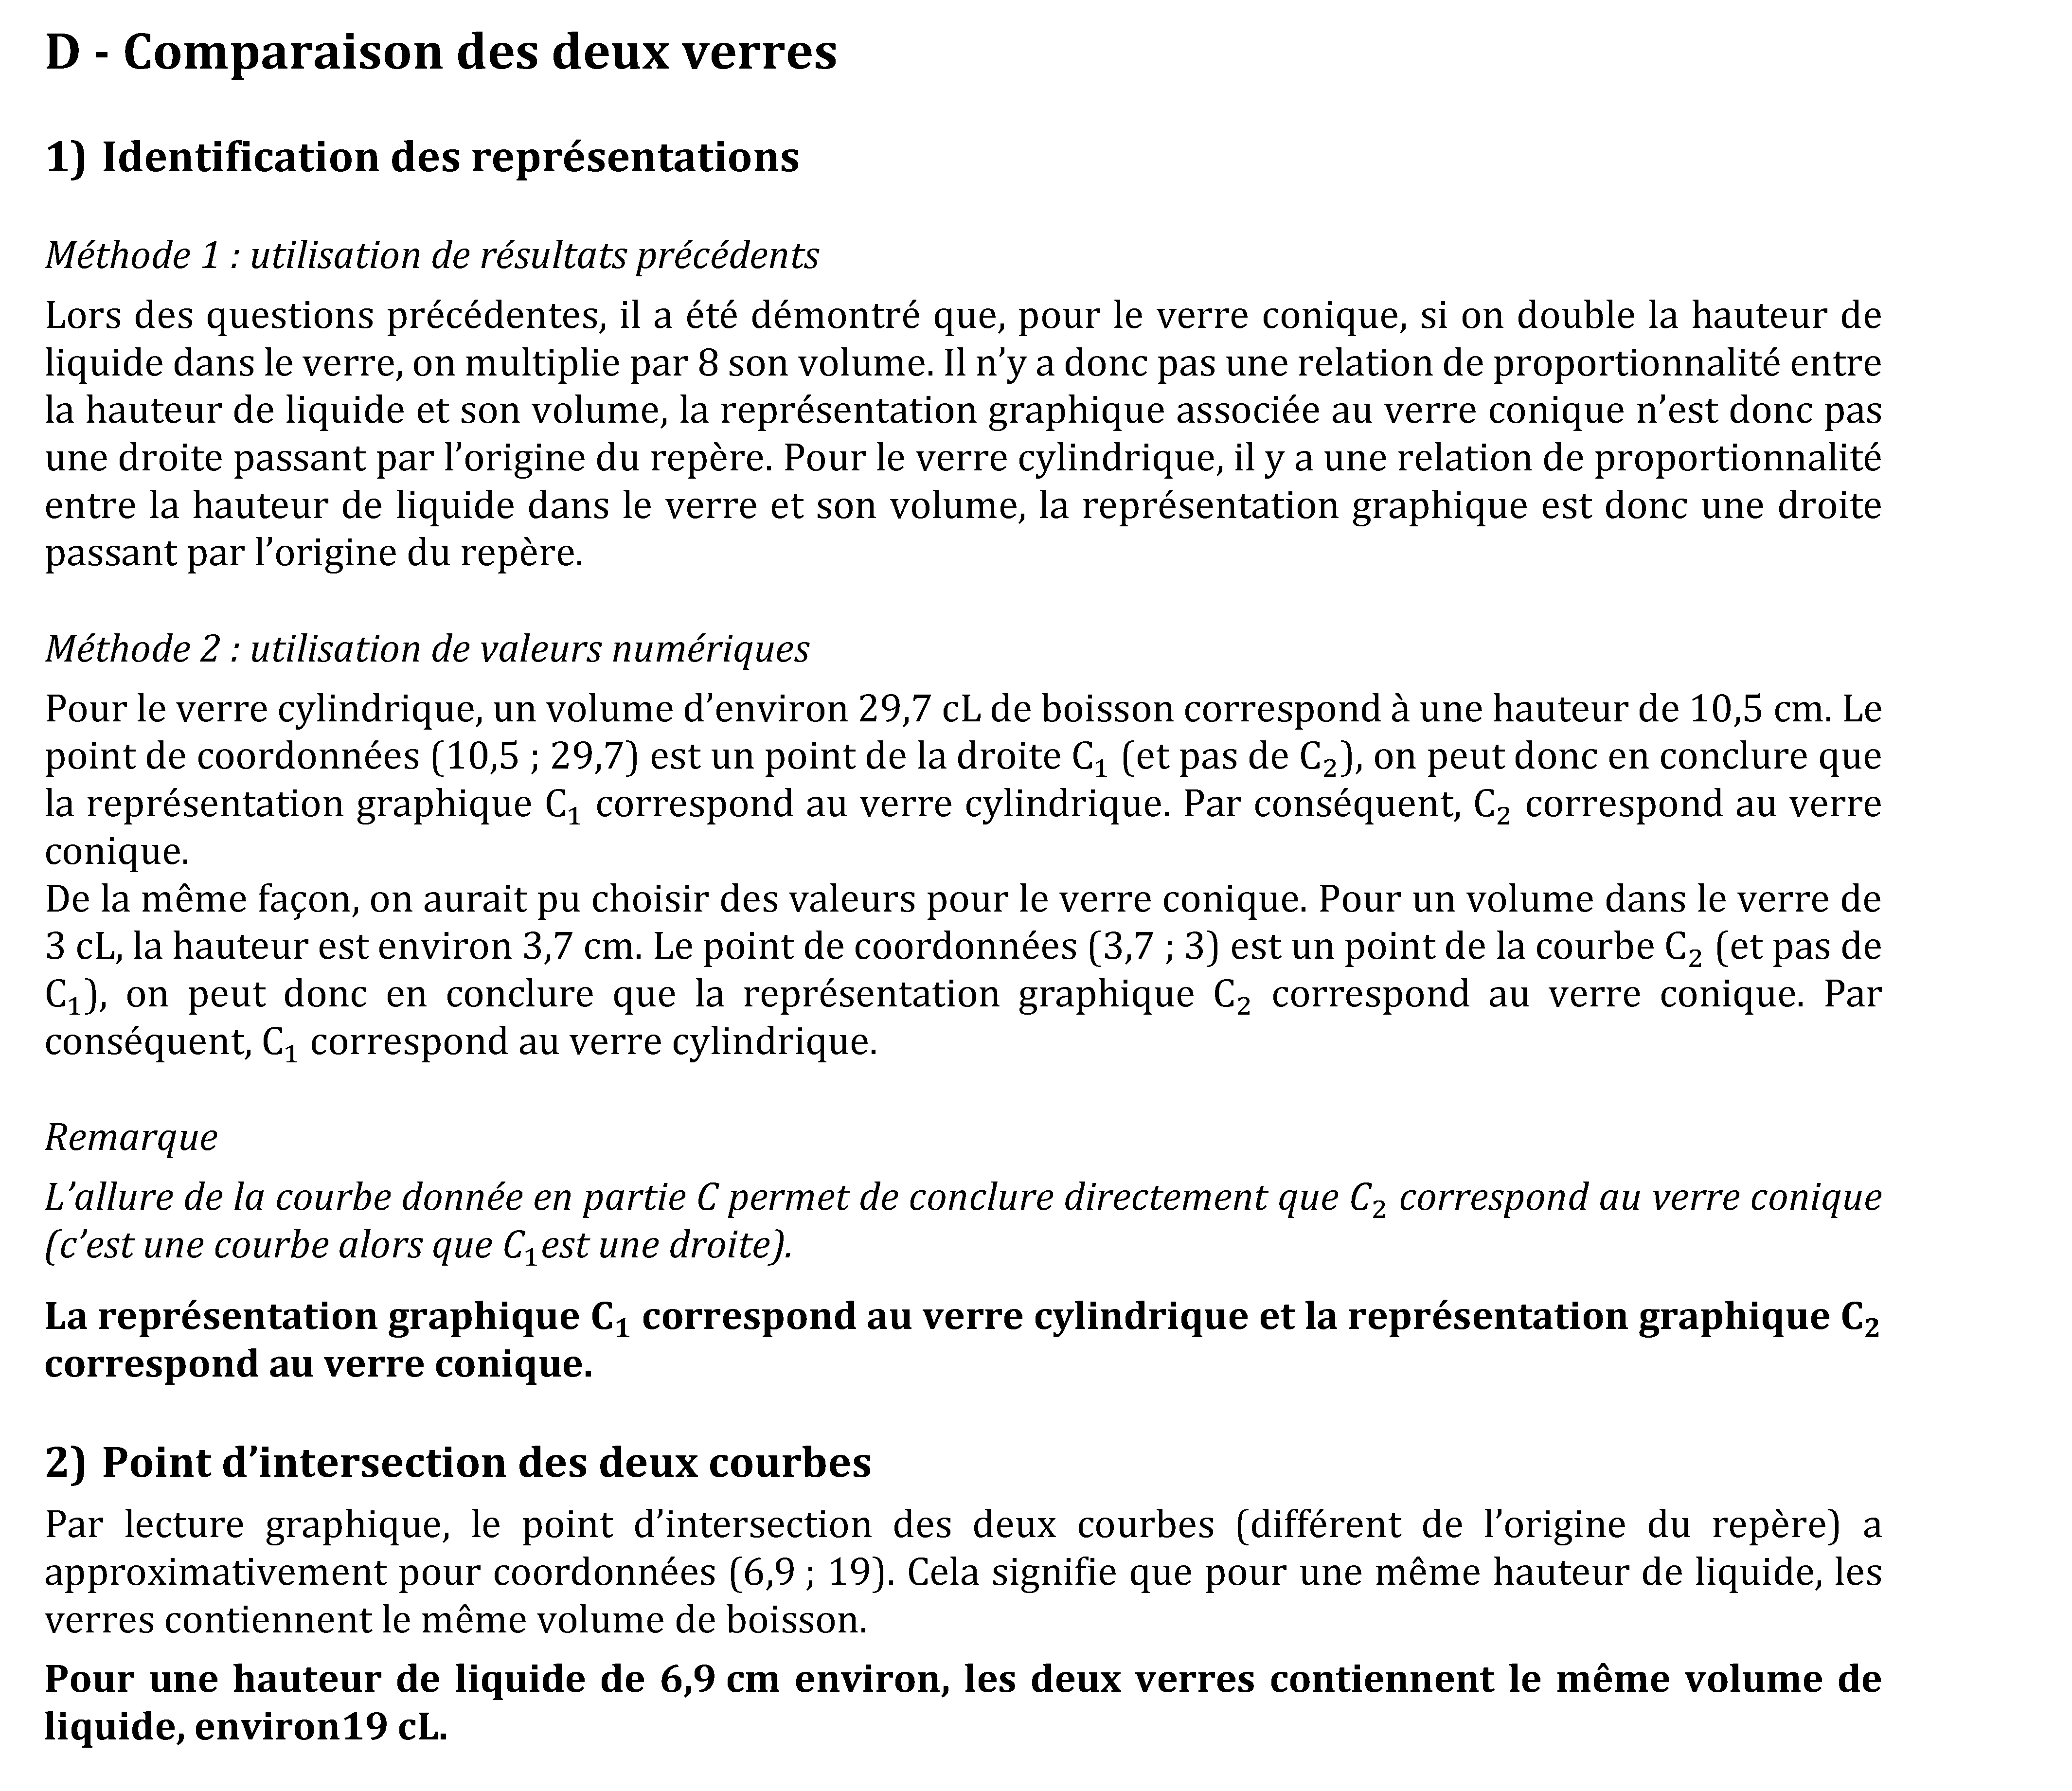 D - Comparaison des deux verres
1) Identification des représentations
Méthode 1 : utilisation de résultats précédents
Lors des questions précédentes, il a été démontré que, pour le verre conique, si on double la hauteur de
liquide dans le verre, on multiplie par 8 son volume. Il n’y a donc pas une relation de proportionnalité entre
la hauteur de liquide et son volume, la représentation graphique associée au verre conique n’est donc pas
une droite passant par l’origine du repère. Pour le verre cylindrique, il y a une relation de proportionnalité
entre la hauteur de liquide dans le verre et son volume, la représentation graphique est donc une droite
passant par l’origine du repère.
Méthode 2 : utilisation de valeurs numériques
Pour le verre cylindrique, un volume d’environ 29,7 cL de boisson correspond à une hauteur de 10,5 cm. Le
point de coordonnées (10,5 ; 29,7) est un point de la droite C₁ (et pas de C₂), on peut donc en conclure que
la représentation graphique C₁ correspond au verre cylindrique. Par conséquent, C₂ correspond au verre
conique.
De la même façon, on aurait pu choisir des valeurs pour le verre conique. Pour un volume dans le verre de
3 cL, la hauteur est environ 3,7 cm. Le point de coordonnées (3,7 ; 3) est un point de la courbe C₂ (et pas de
C₁), on peut donc en conclure que la représentation graphique C₂ correspond au verre conique. Par
conséquent, C₁ correspond au verre cylindrique.
Remarque
L’allure de la courbe donnée en partie C permet de conclure directement que C₂ correspond au verre conique
(c’est une courbe alors que C₁est une droite).
La représentation graphique C₁ correspond au verre cylindrique et la représentation graphique C₂
correspond au verre conique.
2) Point d’intersection des deux courbes
Par lecture graphique, le point d’intersection des deux courbes (différent de l’origine du repère) a
approximativement pour coordonnées (6,9 ; 19). Cela signifie que pour une même hauteur de liquide, les
verres contiennent le même volume de boisson.
Pour une hauteur de liquide de 6,9 cm environ, les deux verres contiennent le même volume de
liquide, environ19 cL.